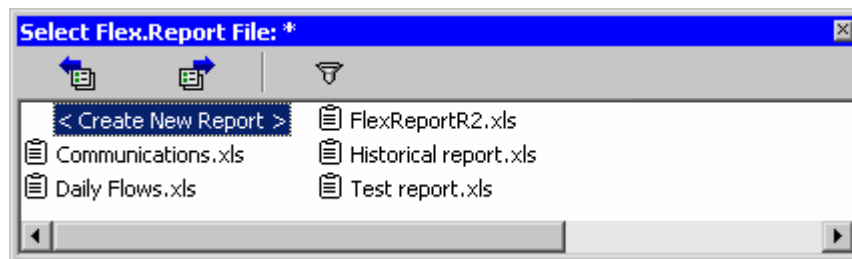 Select Flex.Report File: *
< Create New Report >
Communications.xls
Daily Flows.xls
FlexReportR2.xls
Historical report.xls
Test report.xls